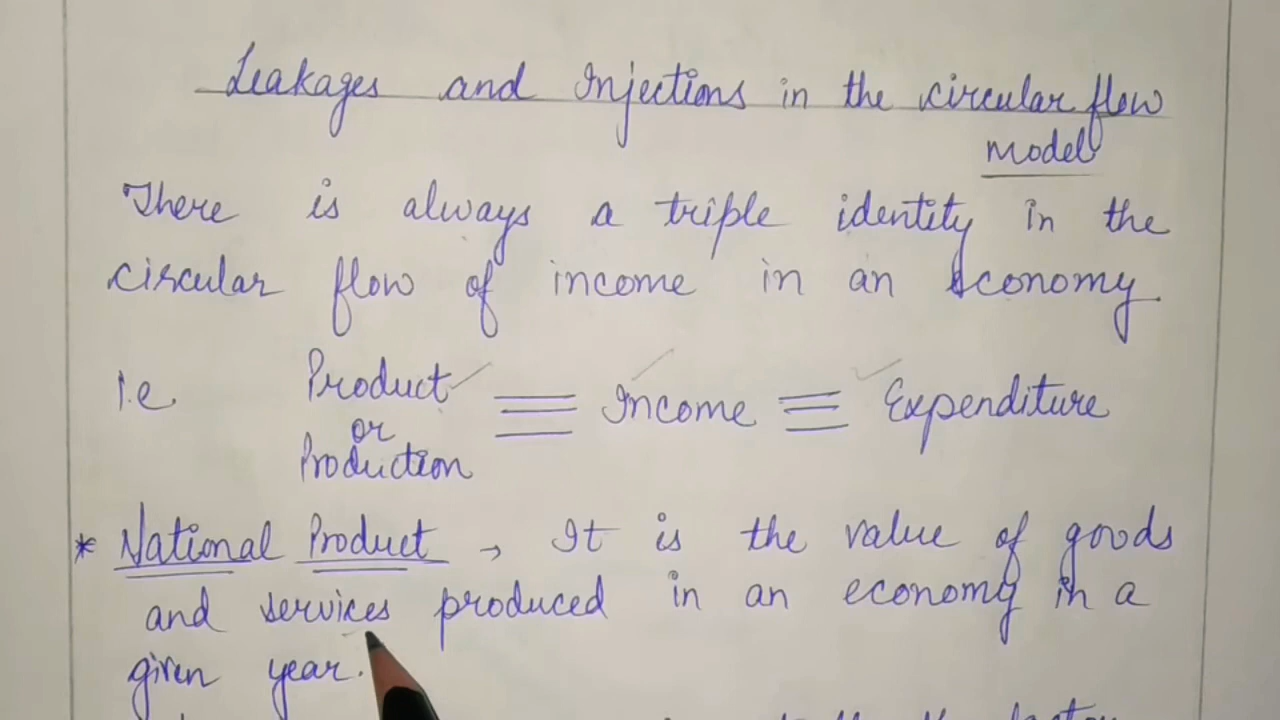 Leakages and Injections in the circular flow
Model
There is always a triple identity in the
circular flow of income in an economy
i.e Product ≡ Income ≡ Expenditure
or
Production
* National Product → It is the value of goods
and services produced in an economy in a
given year.